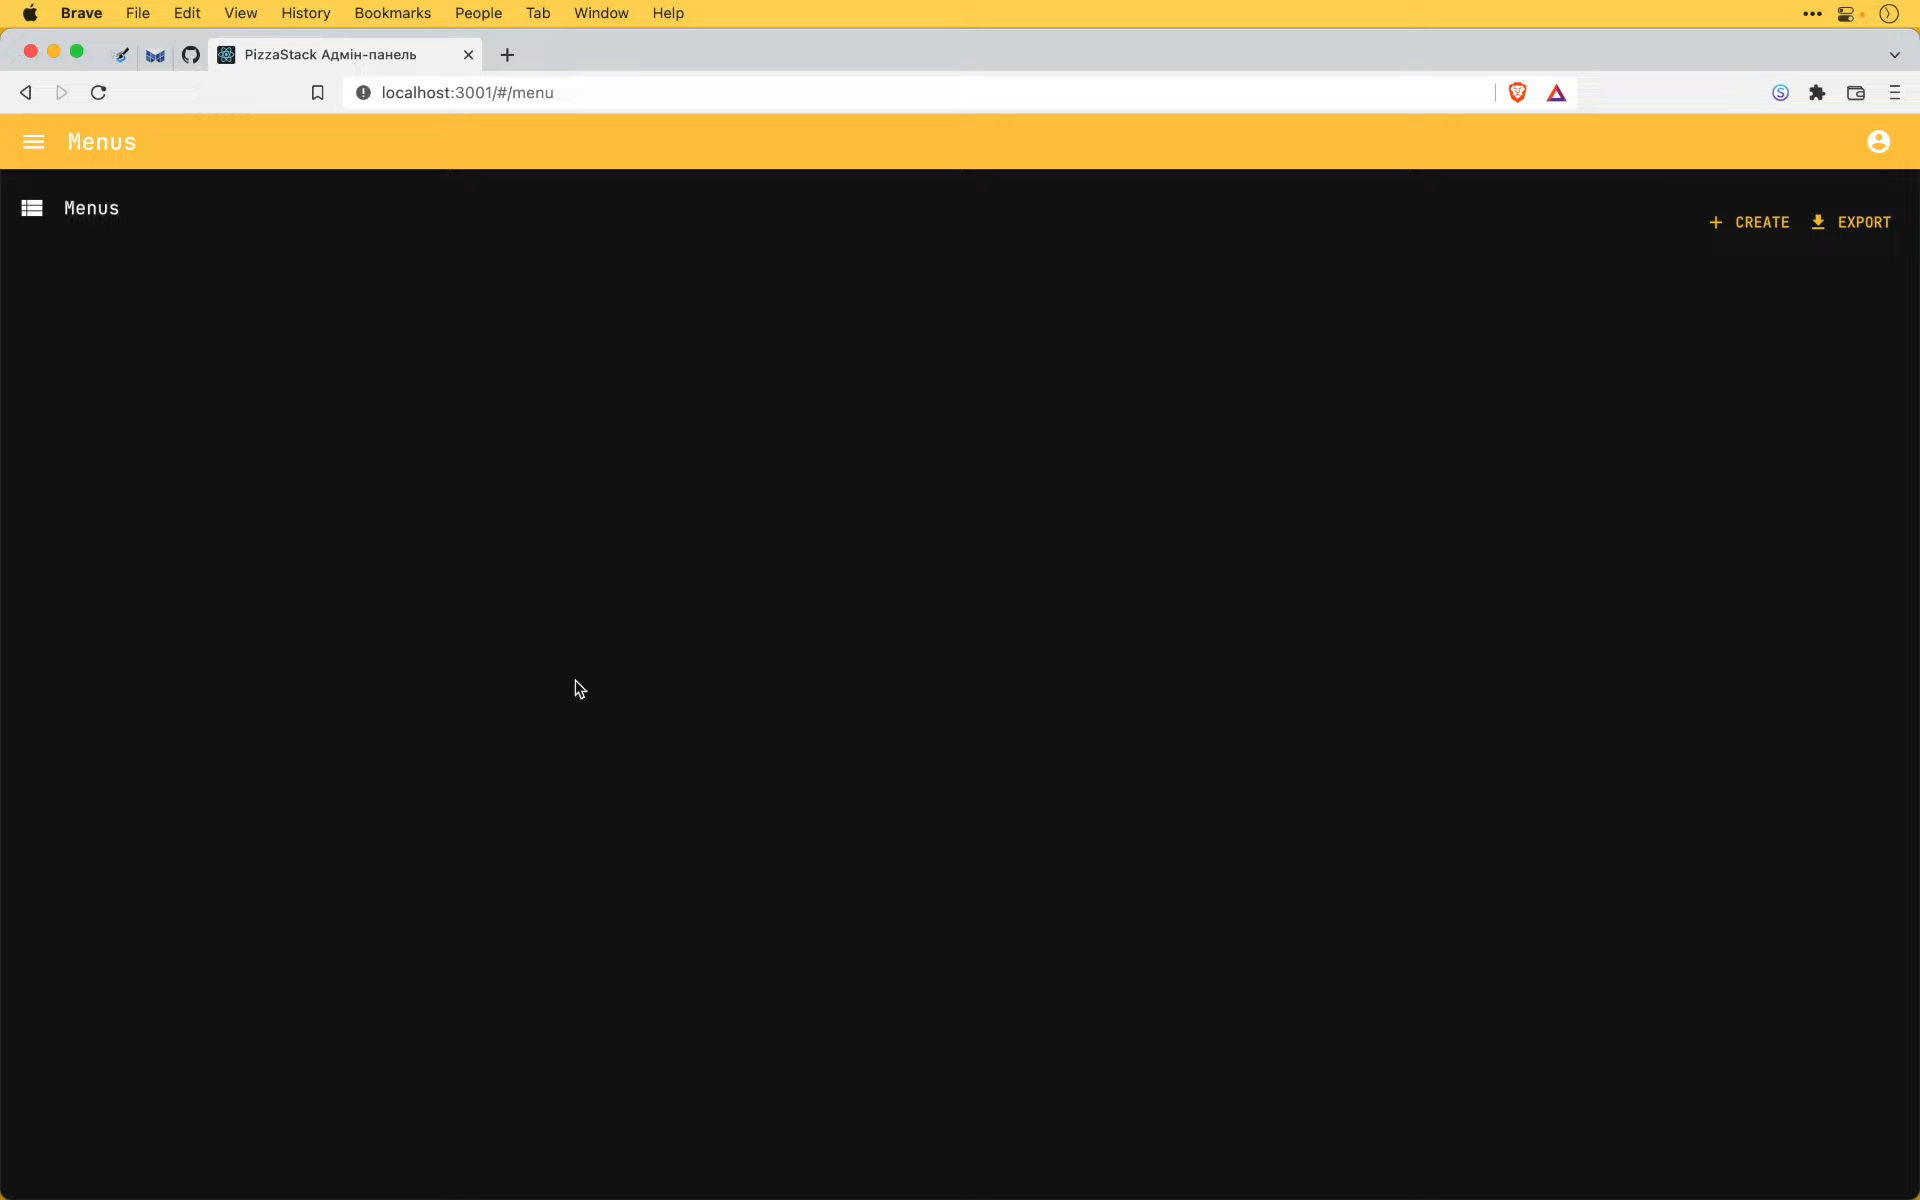 Brave File Edit View History Bookmarks People Tab Window Help
PizzaStack Адмін-панель
localhost:3001/#/menu
Menus
Menus
CREATE EXPORT